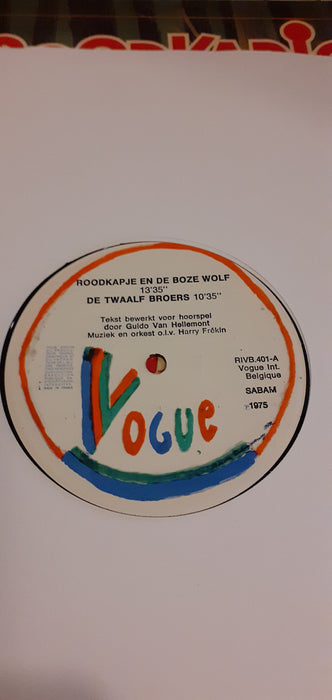 ROODKAPJE
ROODKAPJE EN DE BOZE WOLF
13'35''
DE TWAALF BROERS 10'35''
Tekst bewerkt voor hoorspel
door Guido Van Hellemont
Muziek en orkest o.l.v. Harry Frékin
RIVB.401-A
Vogue Int.
Belgique
SABAM
1975
VOGUE